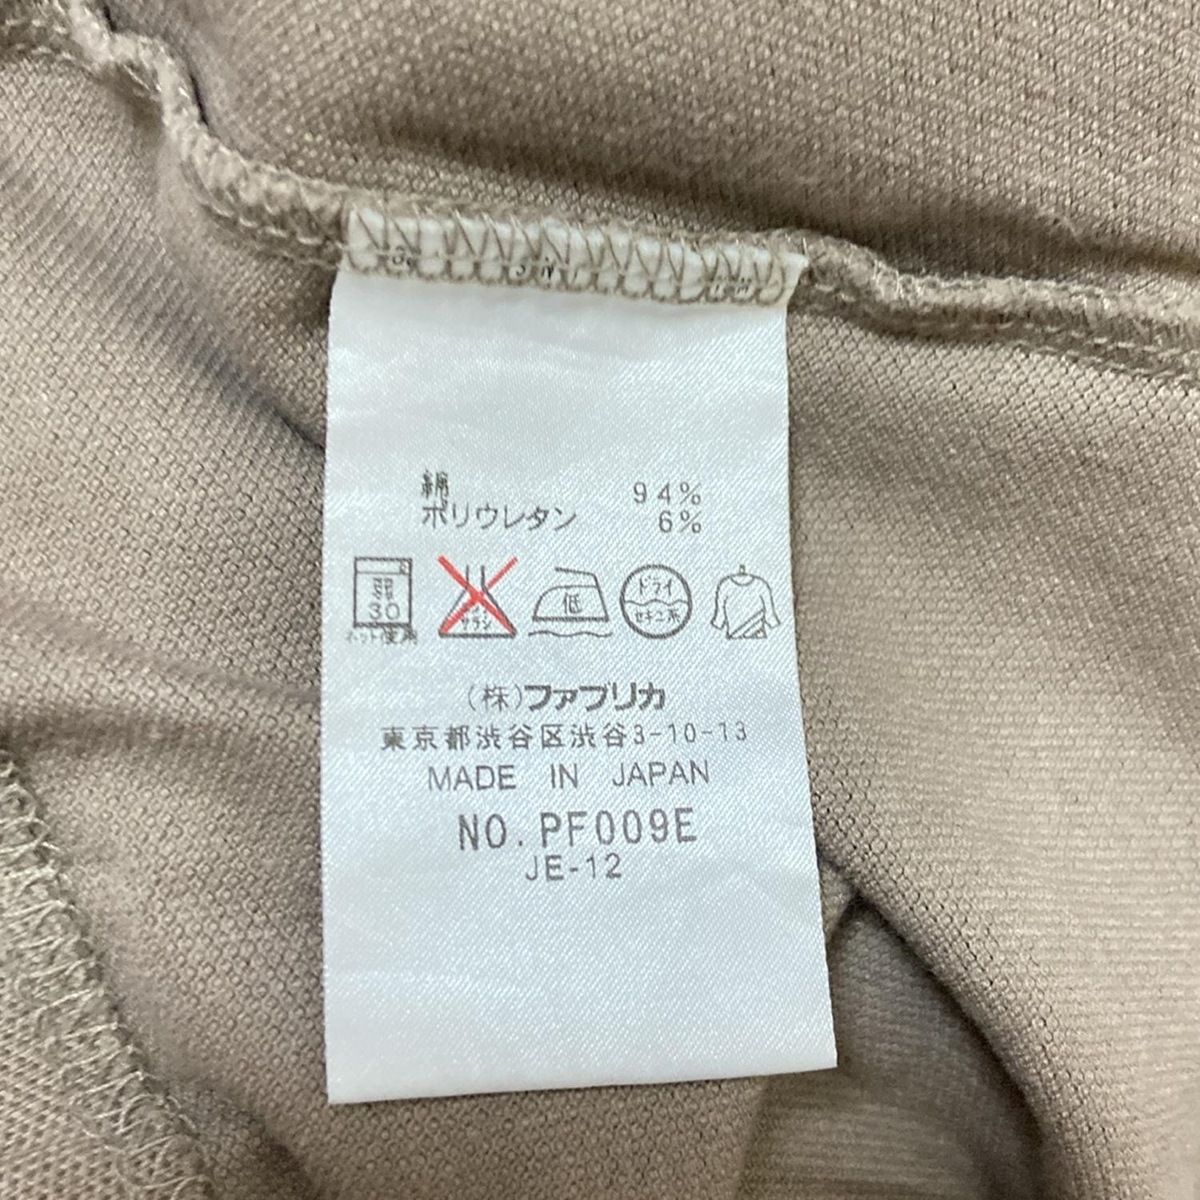 綿 94%
ポリウレタン 6%
弱
30
ネット使用
サラシ
低
ドライ
セキユ系
(株)ファブリカ
東京都渋谷区渋谷3-10-13
MADE IN JAPAN
NO. PF009E
JE-12